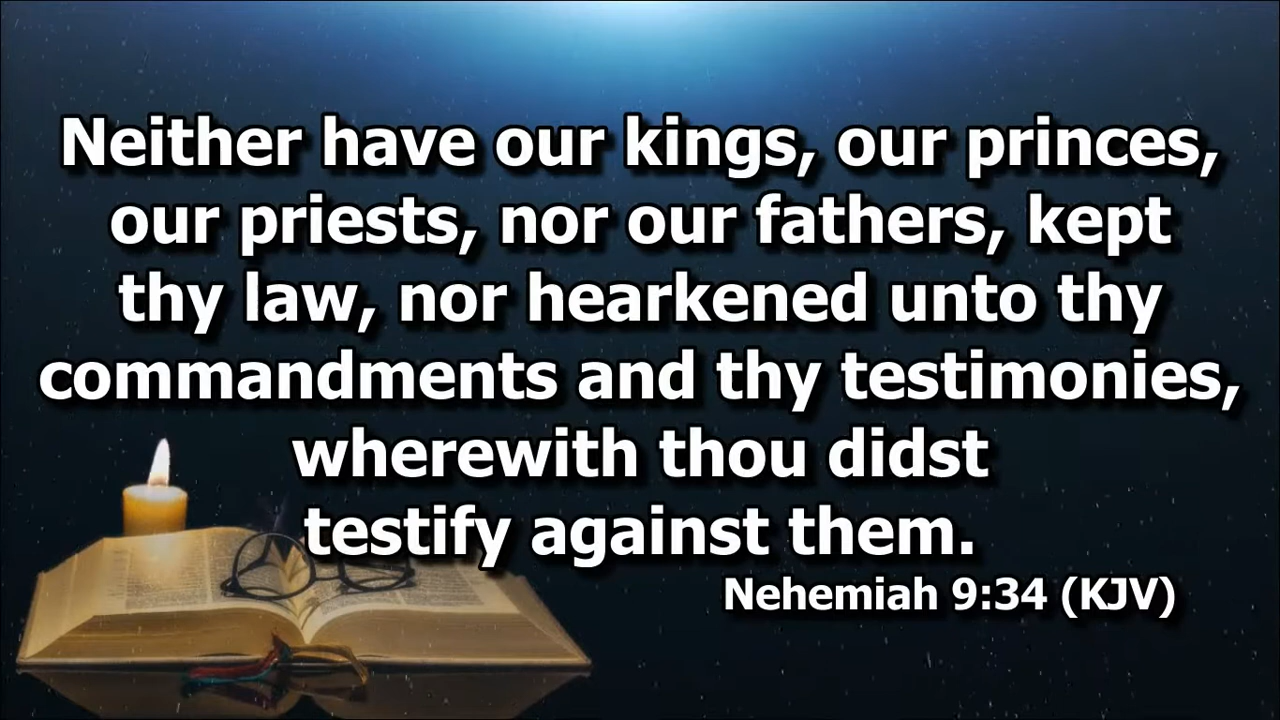 Neither have our kings, our princes,
our priests, nor our fathers, kept
thy law, nor hearkened unto thy
commandments and thy testimonies,
wherewith thou didst
testify against them.
Nehemiah 9:34 (KJV)